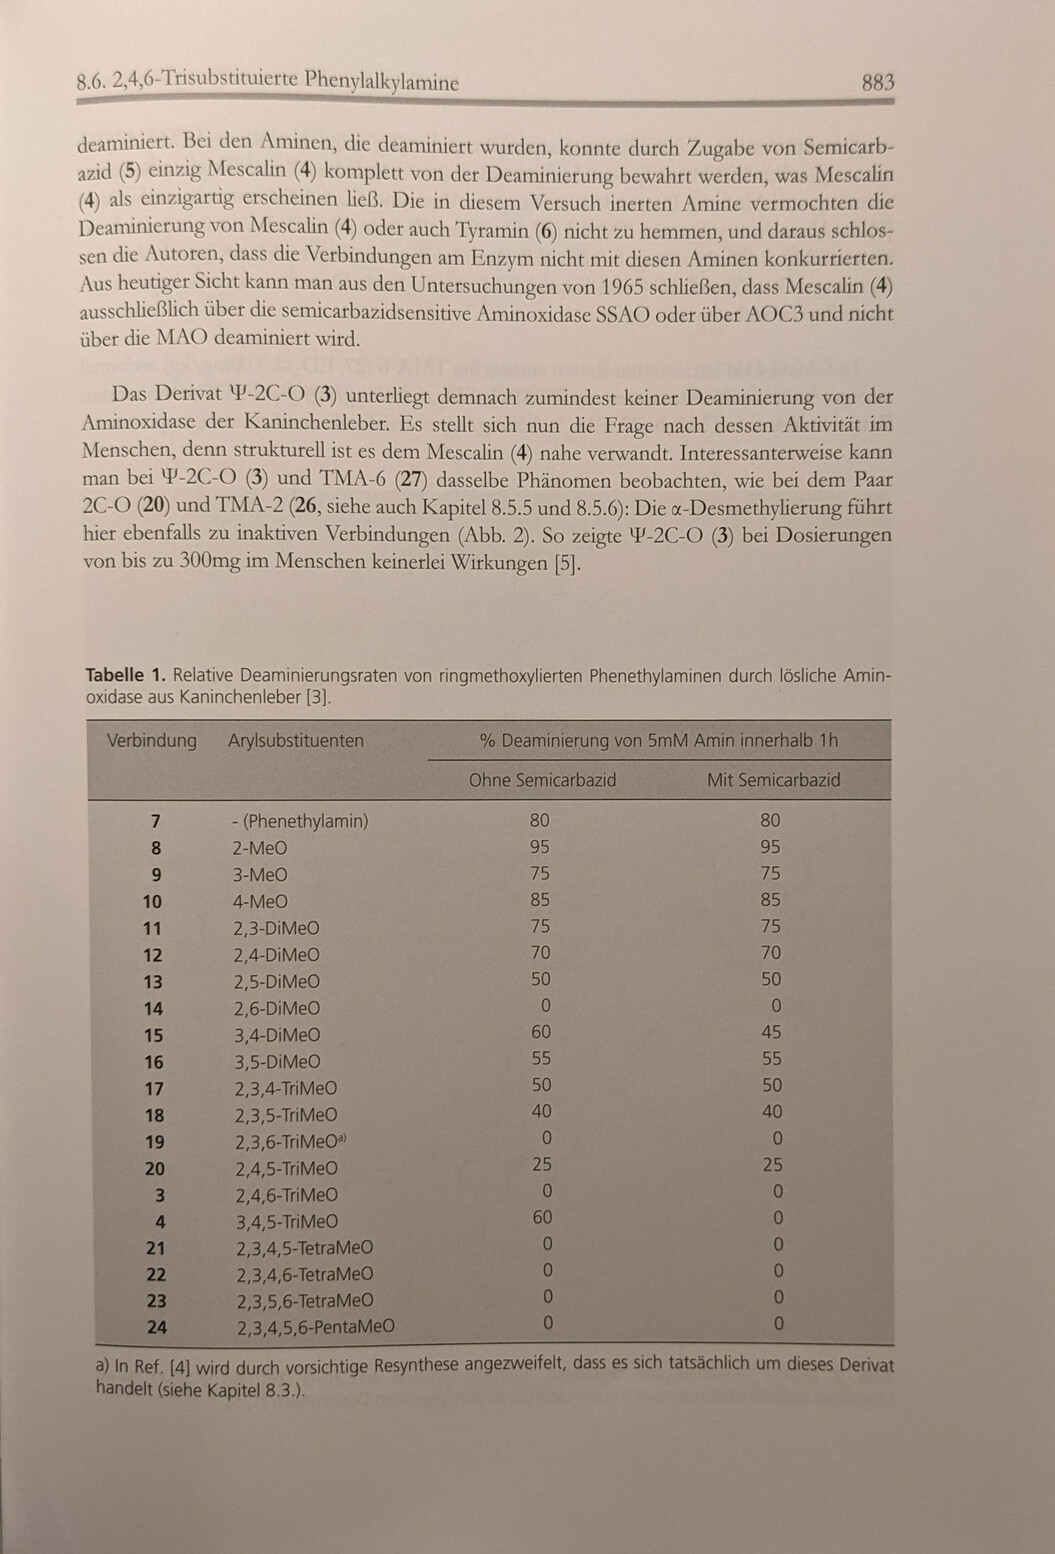 8.6. 2,4,6-Trisubstituierte Phenylalkylamine 883
deaminiert. Bei den Aminen, die deaminiert wurden, konnte durch Zugabe von Semicarb-
azid (5) einzig Mescalin (4) komplett von der Deaminierung bewahrt werden, was Mescalin
(4) als einzigartig erscheinen ließ. Die in diesem Versuch inerten Amine vermochten die
Deaminierung von Mescalin (4) oder auch Tyramin (6) nicht zu hemmen, und daraus schlos-
sen die Autoren, dass die Verbindungen am Enzym nicht mit diesen Aminen konkurrierten.
Aus heutiger Sicht kann man aus den Untersuchungen von 1965 schließen, dass Mescalin (4)
ausschließlich über die semicarbazidsensitive Aminoxidase SSAO oder über AOC3 und nicht
über die MAO deaminiert wird.
Das Derivat Ψ-2C-O (3) unterliegt demnach zumindest keiner Deaminierung von der
Aminoxidase der Kaninchenleber. Es stellt sich nun die Frage nach dessen Aktivität im
Menschen, denn strukturell ist es dem Mescalin (4) nahe verwandt. Interessanterweise kann
man bei Ψ-2C-O (3) und TMA-6 (27) dasselbe Phänomen beobachten, wie bei dem Paar
2C-O (20) und TMA-2 (26, siehe auch Kapitel 8.5.5 und 8.5.6): Die α-Desmethylierung führt
hier ebenfalls zu inaktiven Verbindungen (Abb. 2). So zeigte Ψ-2C-O (3) bei Dosierungen
von bis zu 300mg im Menschen keinerlei Wirkungen [5].
Tabelle 1. Relative Deaminierungsraten von ringmethoxylierten Phenethylaminen durch lösliche Amin-
oxidase aus Kaninchenleber [3].
Verbindung Arylsubstituenten % Deaminierung von 5mM Amin innerhalb 1h
Ohne Semicarbazid Mit Semicarbazid
7 - (Phenethylamin) 80 80
8 2-MeO 95 95
9 3-MeO 75 75
10 4-MeO 85 85
11 2,3-DiMeO 75 75
12 2,4-DiMeO 70 70
13 2,5-DiMeO 50 50
14 2,6-DiMeO 0 0
15 3,4-DiMeO 60 45
16 3,5-DiMeO 55 55
17 2,3,4-TriMeO 50 50
18 2,3,5-TriMeO 40 40
19 2,3,6-TriMeOa) 0 0
20 2,4,5-TriMeO 25 25
3 2,4,6-TriMeO 0 0
4 3,4,5-TriMeO 60 0
21 2,3,4,5-TetraMeO 0 0
22 2,3,4,6-TetraMeO 0 0
23 2,3,5,6-TetraMeO 0 0
24 2,3,4,5,6-PentaMeO 0 0
a) In Ref. [4] wird durch vorsichtige Resynthese angezweifelt, dass es sich tatsächlich um dieses Derivat
handelt (siehe Kapitel 8.3.).